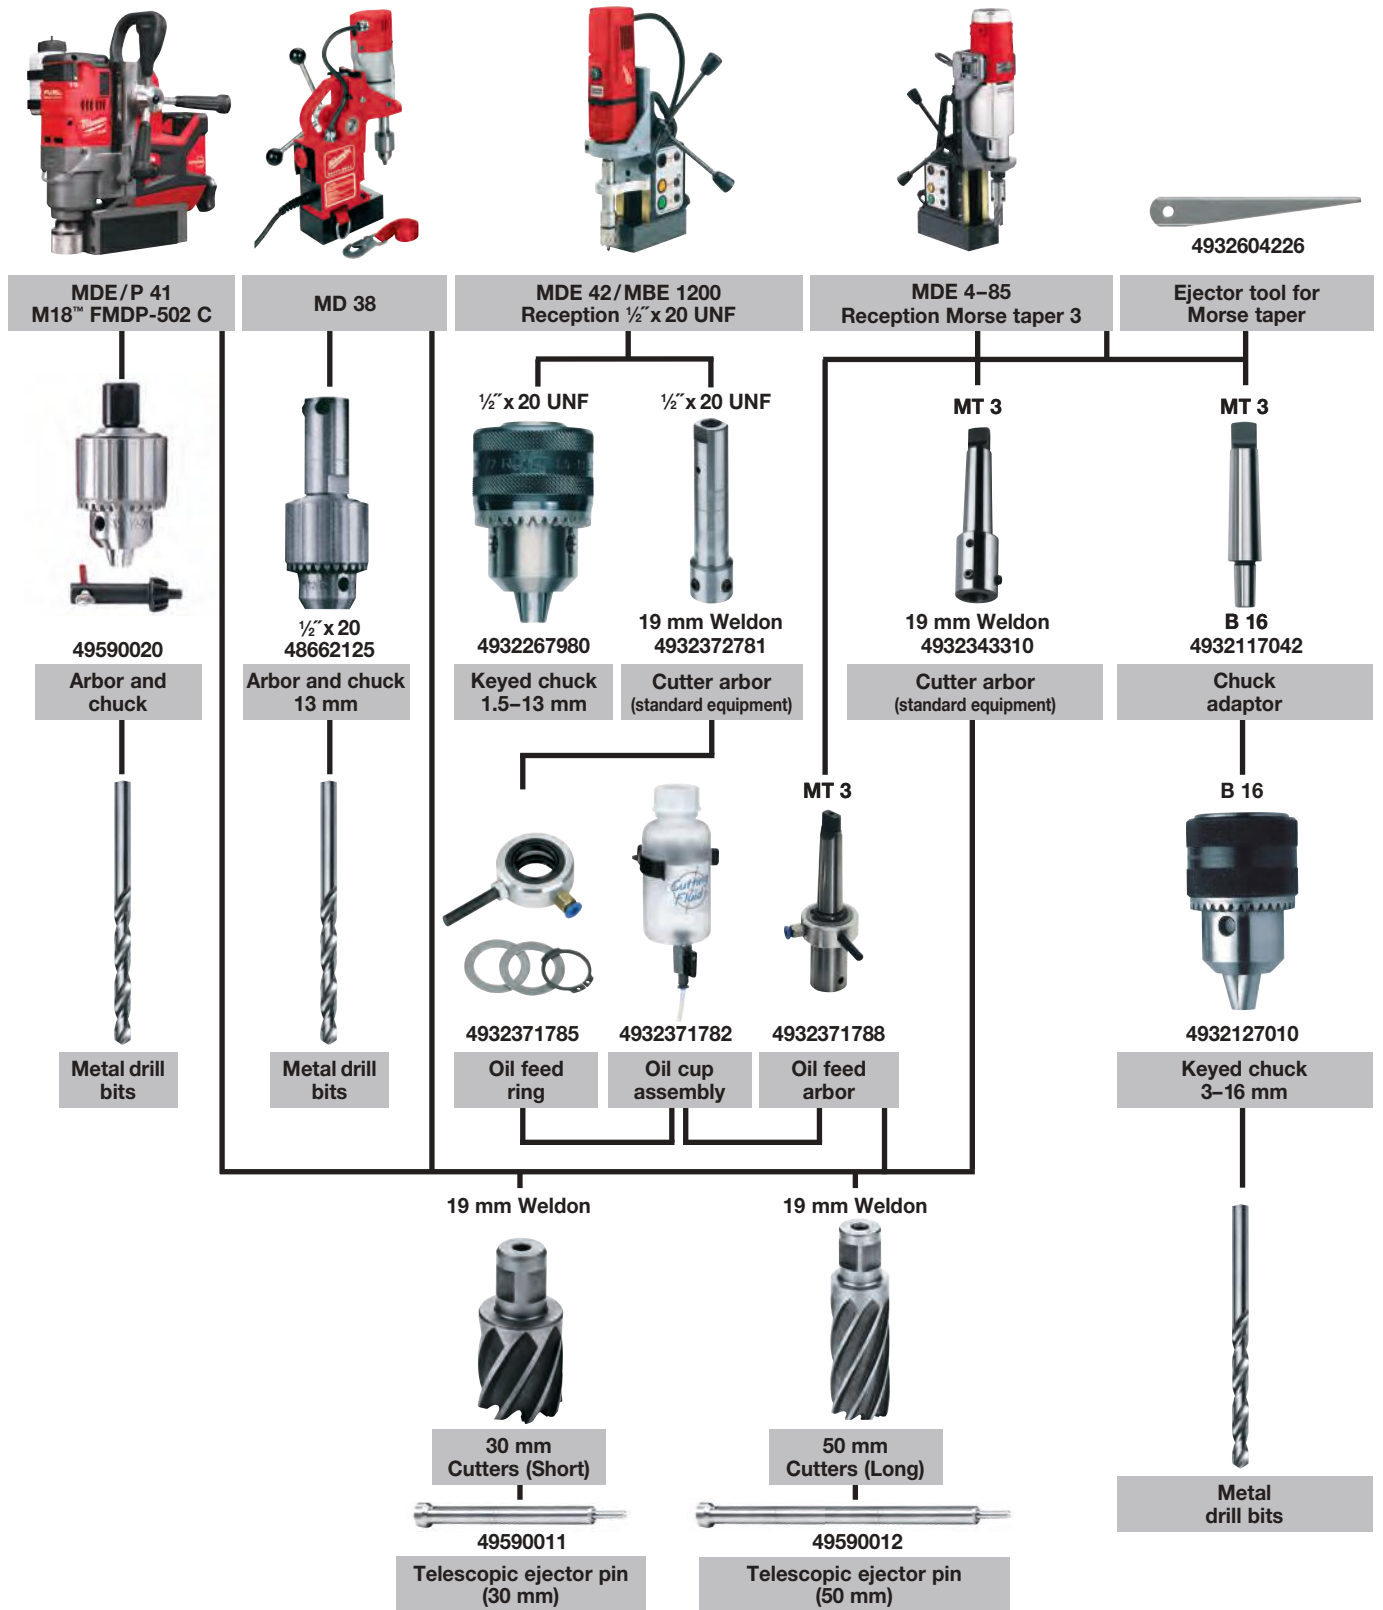 4932604226
MDE/P 41
M18™ FMDP-502 C
MD 38
MDE 42/MBE 1200
Reception ½˝x 20 UNF
MDE 4–85
Reception Morse taper 3
Ejector tool for
Morse taper
½˝x 20 UNF
½˝x 20 UNF
MT 3
MT 3
49590020
Arbor and
chuck
½˝x 20
48662125
Arbor and chuck
13 mm
4932267980
Keyed chuck
1.5–13 mm
19 mm Weldon
4932372781
Cutter arbor
(standard equipment)
19 mm Weldon
4932343310
Cutter arbor
(standard equipment)
B 16
4932117042
Chuck
adaptor
MT 3
B 16
Cutting
Fluid
Metal drill
bits
Metal drill
bits
4932371785
Oil feed
ring
4932371782
Oil cup
assembly
4932371788
Oil feed
arbor
4932127010
Keyed chuck
3–16 mm
19 mm Weldon
19 mm Weldon
30 mm
Cutters (Short)
50 mm
Cutters (Long)
49590011
Telescopic ejector pin
(30 mm)
49590012
Telescopic ejector pin
(50 mm)
Metal
drill bits